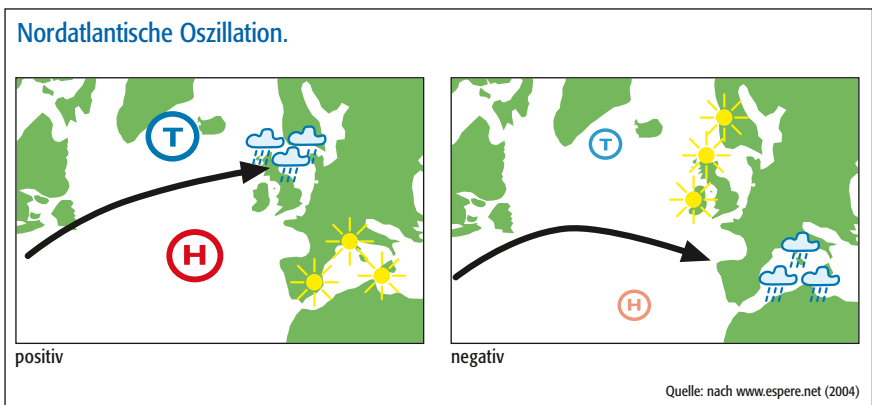 Nordatlantische Oszillation.
T
H
positiv
T
H
negativ
Quelle: nach www.espere.net (2004)